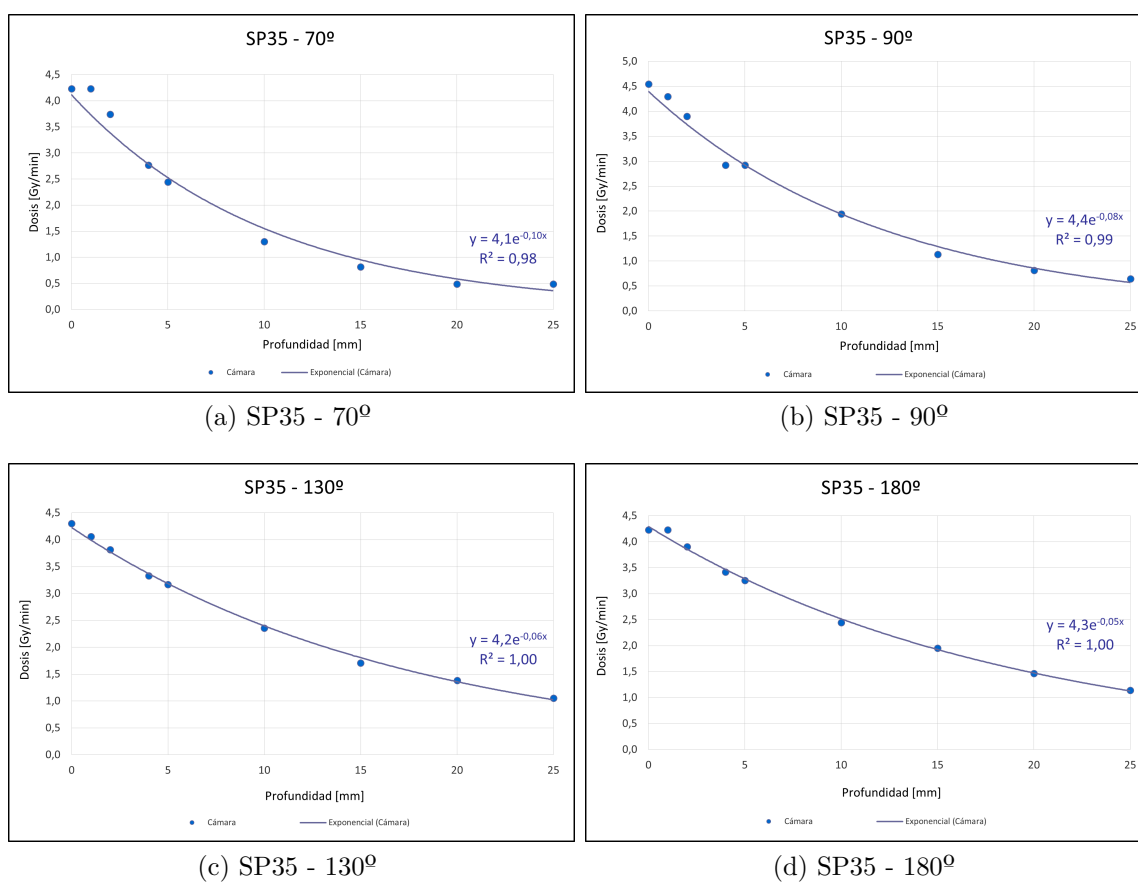 SP35 - 70º
Dosis [Gy/min]
4,5
4,0
3,5
3,0
2,5
2,0
1,5
1,0
0,5
0,0
y = 4,1e-0,10x
R² = 0,98
0 5 10 15 20 25
Profundidad [mm]
Cámara Exponencial (Cámara)
(a) SP35 - 70º
SP35 - 90º
Dosis [Gy/min]
5,0
4,5
4,0
3,5
3,0
2,5
2,0
1,5
1,0
0,5
0,0
y = 4,4e-0,08x
R² = 0,99
0 5 10 15 20 25
Profundidad [mm]
Cámara Exponencial (Cámara)
(b) SP35 - 90º
SP35 - 130º
Dosis [Gy/min]
4,5
4,0
3,5
3,0
2,5
2,0
1,5
1,0
0,5
0,0
y = 4,2e-0,06x
R² = 1,00
0 5 10 15 20 25
Profundidad [mm]
Cámara Exponencial (Cámara)
(c) SP35 - 130º
SP35 - 180º
Dosis [Gy/min]
4,5
4,0
3,5
3,0
2,5
2,0
1,5
1,0
0,5
0,0
y = 4,3e-0,05x
R² = 1,00
0 5 10 15 20 25
Profundidad [mm]
Cámara Exponencial (Cámara)
(d) SP35 - 180º